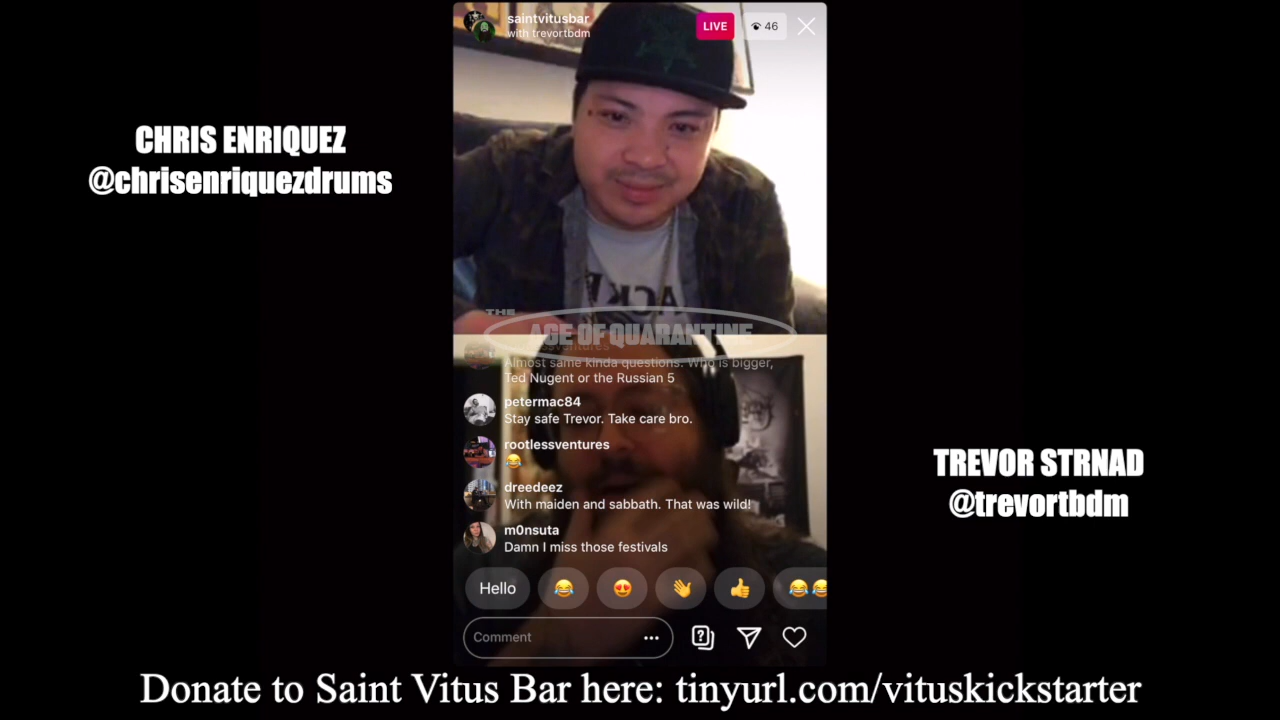 saintvitusbar
with trevortbdm
LIVE
46
CHRIS ENRIQUEZ
@chrisenriquezdrums
THE
AGE OF QUARANTINE
Almost same kinda questions. Who is bigger,
Ted Nugent or the Russian 5
petermac84
Stay safe Trevor. Take care bro.
rootlessventures
😂
dreedeez
With maiden and sabbath. That was wild!
m0nsuta
Damn I miss those festivals
TREVOR STRNAD
@trevortbdm
Hello 😂 😍 👋 👍 😂😂
Comment
Donate to Saint Vitus Bar here: tinyurl.com/vituskickstarter